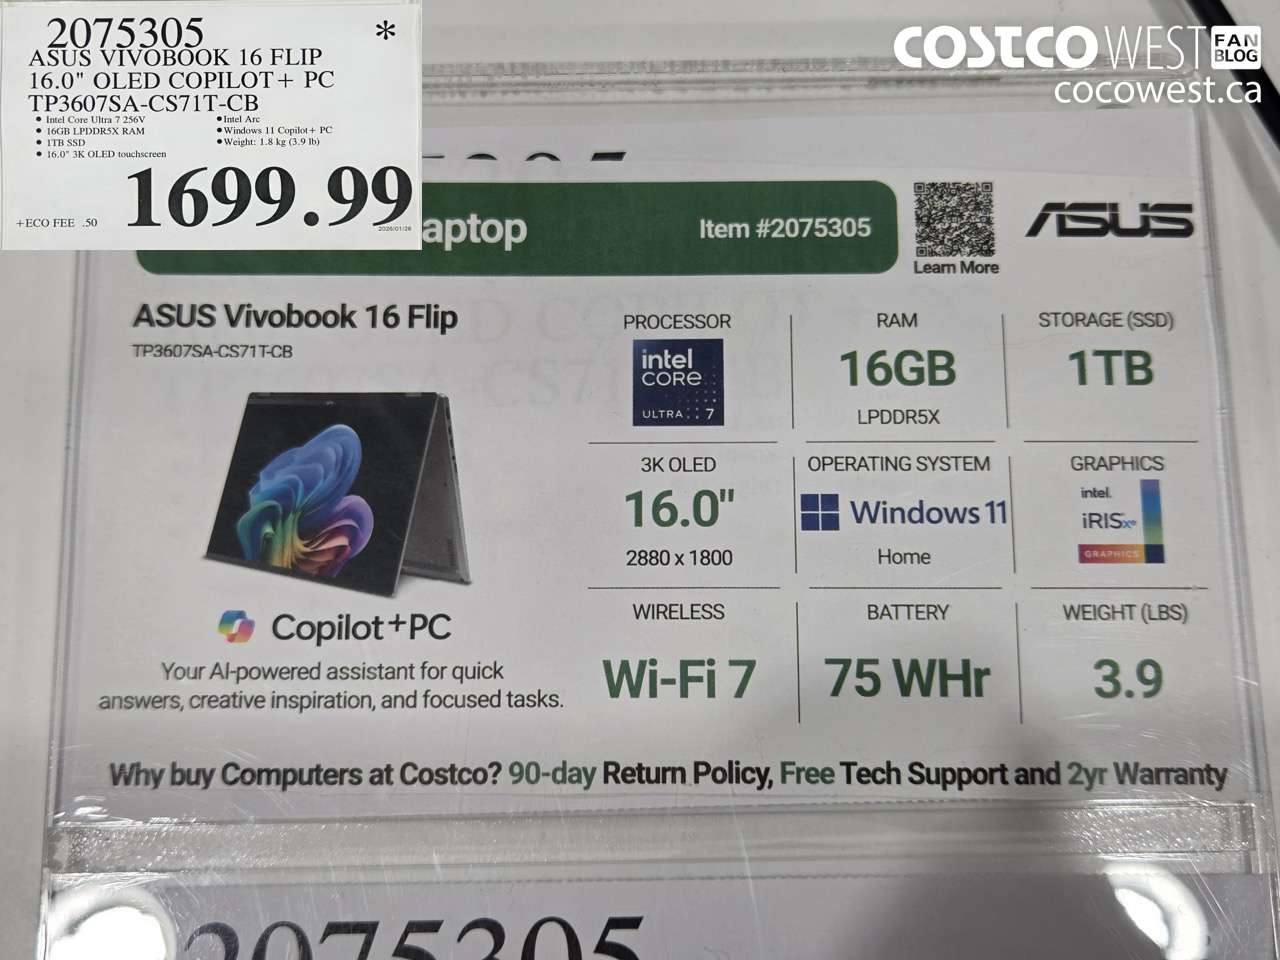 2075305 *
ASUS VIVOBOOK 16 FLIP
16.0" OLED COPILOT+ PC
TP3607SA-CS71T-CB
• Intel Core Ultra 7 256V
• 16GB LPDDR5X RAM
• 1TB SSD
• 16.0" 3K OLED touchscreen
• Intel Arc
• Windows 11 Copilot+ PC
• Weight: 1.8 kg (3.9 lb)
1699.99
+ECO FEE .50
2026/01/28
COSTCO WEST FAN BLOG
cocowest.ca
aptop
Item #2075305
Learn More
ASUS
ASUS Vivobook 16 Flip
TP3607SA-CS71T-CB
Copilot+PC
Your AI-powered assistant for quick
answers, creative inspiration, and focused tasks.
PROCESSOR
intel
CORE
ULTRA 7
RAM
16GB
LPDDR5X
STORAGE (SSD)
1TB
3K OLED
16.0"
2880 x 1800
OPERATING SYSTEM
Windows 11
Home
GRAPHICS
intel.
iRISxe
GRAPHICS
WIRELESS
Wi-Fi 7
BATTERY
75 WHr
WEIGHT (LBS)
3.9
Why buy Computers at Costco? 90-day Return Policy, Free Tech Support and 2yr Warranty
2075305